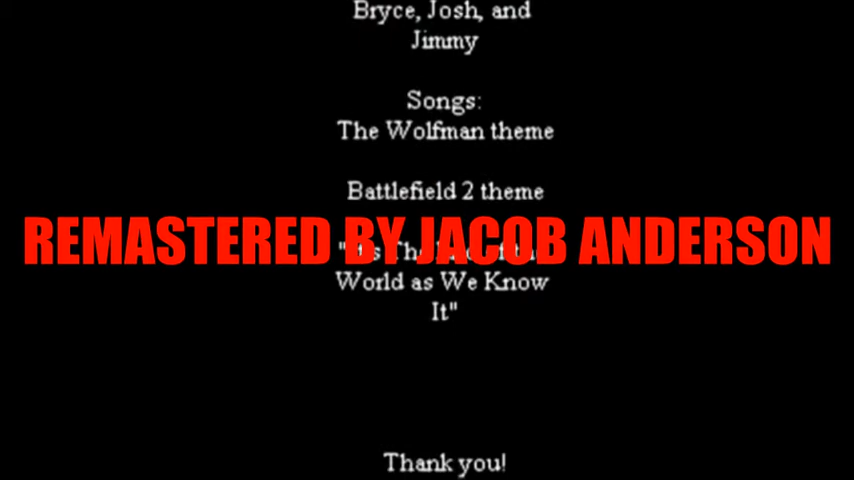 Bryce, Josh, and
Jimmy
Songs:
The Wolfman theme
Battlefield 2 theme
REMASTERED BY JACOB ANDERSON
World as We Know
It"
Thank you!